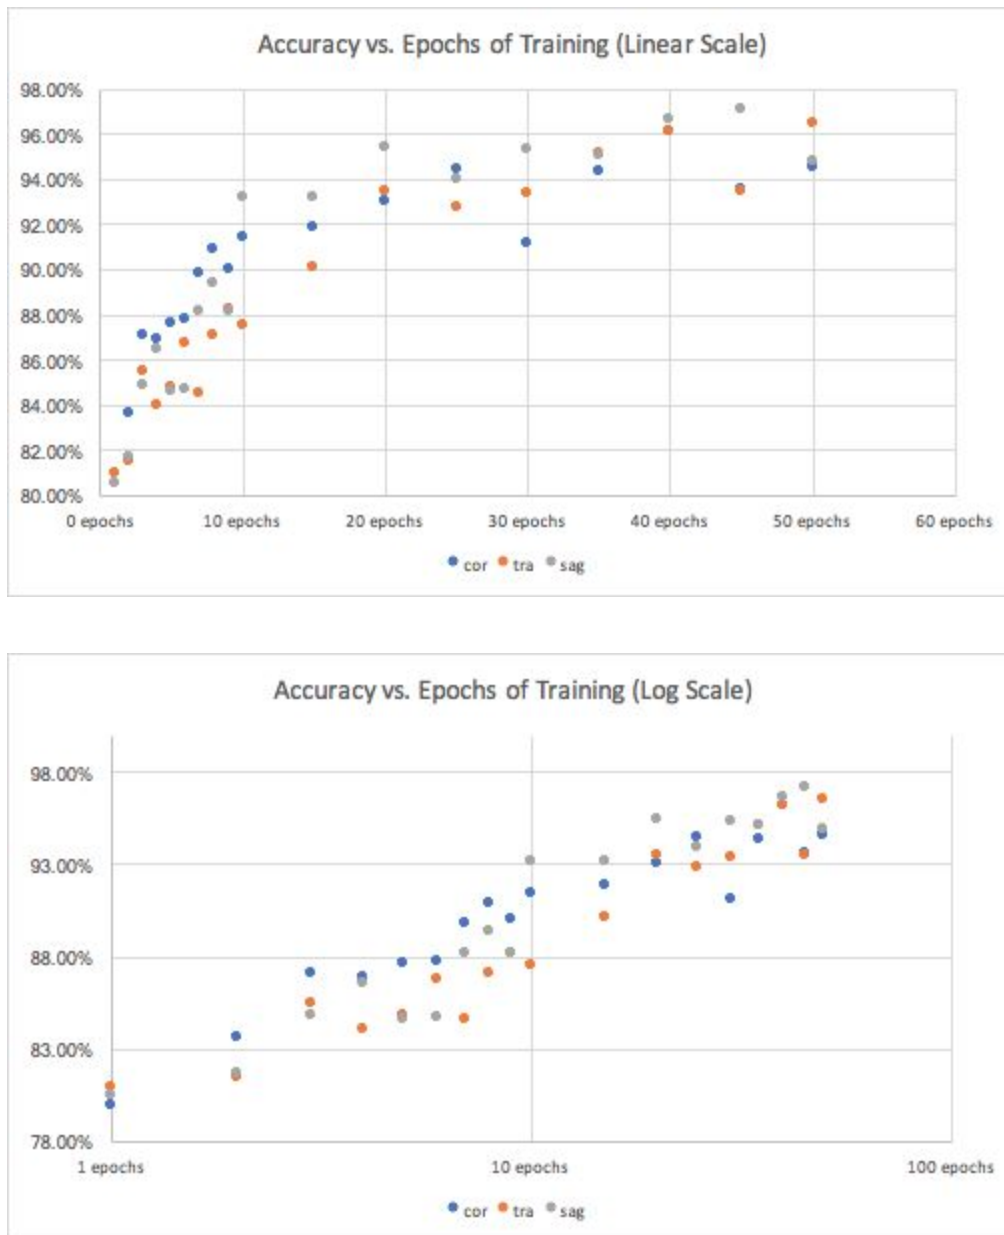 Accuracy vs. Epochs of Training (Linear Scale)
98.00%
96.00%
94.00%
92.00%
90.00%
88.00%
86.00%
84.00%
82.00%
80.00%
0 epochs 10 epochs 20 epochs 30 epochs 40 epochs 50 epochs 60 epochs
cor tra sag
Accuracy vs. Epochs of Training (Log Scale)
98.00%
93.00%
88.00%
83.00%
78.00%
1 epochs 10 epochs 100 epochs
cor tra sag